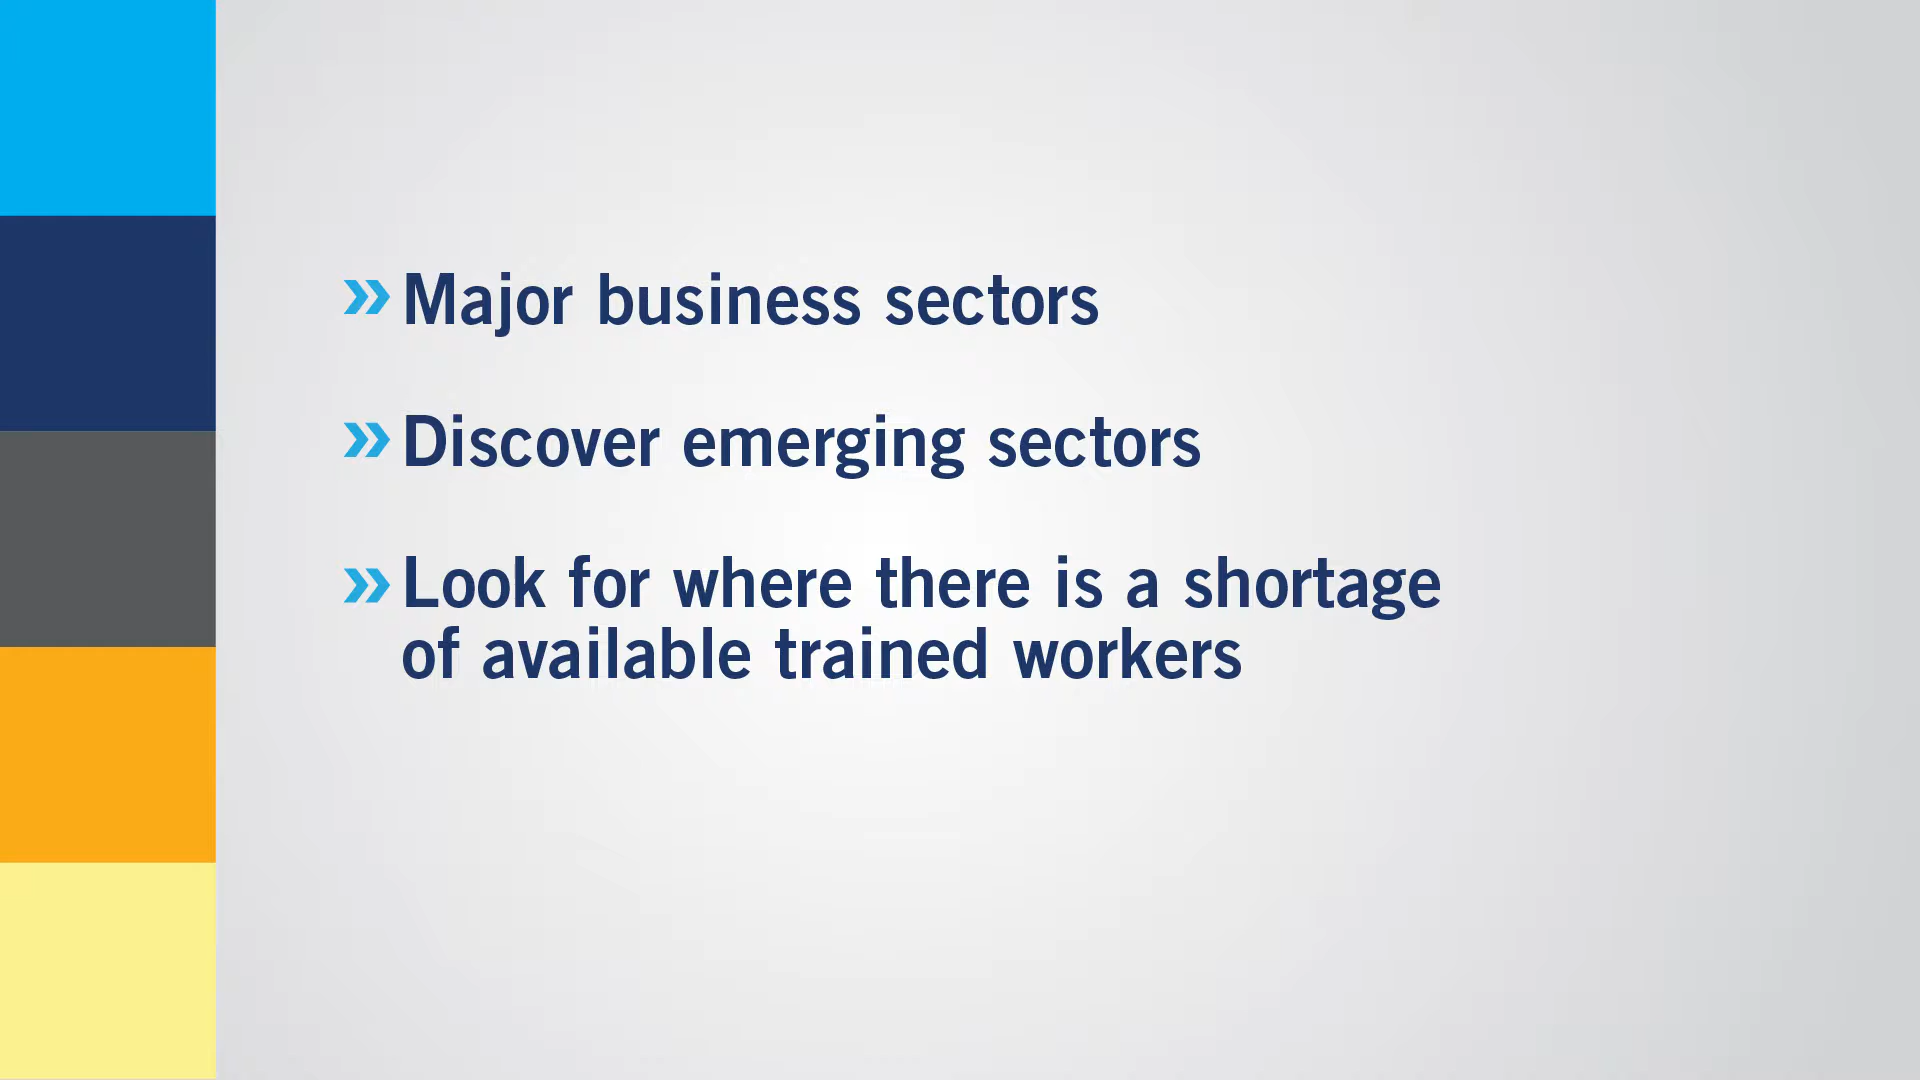 » Major business sectors
» Discover emerging sectors
» Look for where there is a shortage
of available trained workers